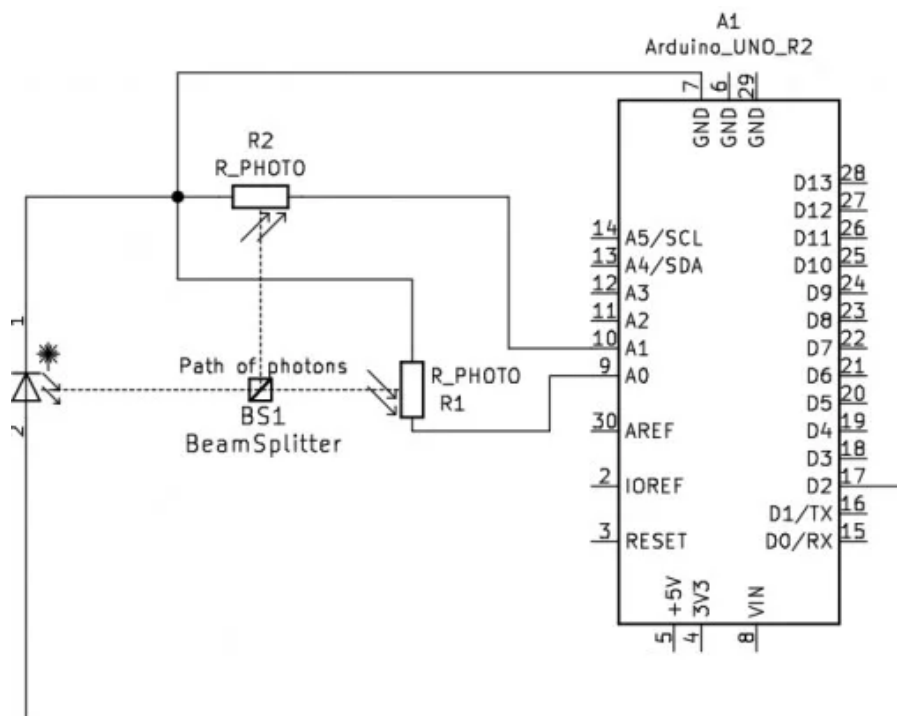 A1
Arduino_UNO_R2
7
6
29
GND
GND
GND
R2
R_PHOTO
14 A5/SCL
13 A4/SDA
12 A3
11 A2
10 A1
9 A0
30 AREF
2 IOREF
3 RESET
D13 28
D12 27
D11 26
D10 25
D9 24
D8 23
D7 22
D6 21
D5 20
D4 19
D3 18
D2 17
D1/TX 16
D0/RX 15
+5V
3V3
VIN
5
4
8
1
2
Path of photons
BS1
BeamSplitter
R_PHOTO
R1